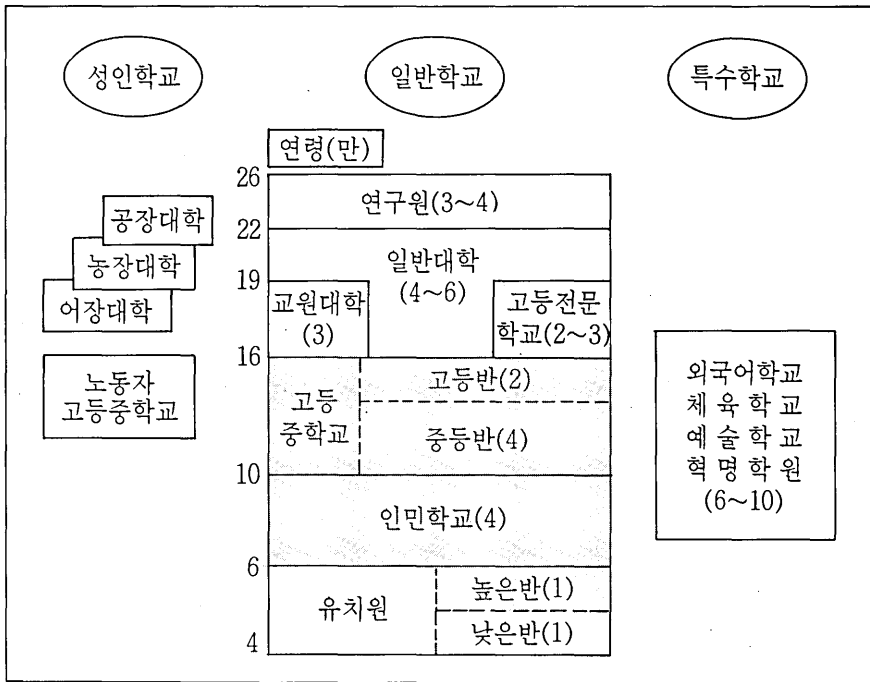 성인학교
일반학교
특수학교
연령(만)
26
연구원(3~4)
22
공장대학
농장대학
어장대학
일반대학
(4~6)
19
교원대학
(3)
고등전문
학교(2~3)
16
노동자
고등중학교
고등
중학교
고등반(2)
중등반(4)
외국어학교
체 육 학 교
예 술 학 교
혁 명 학 원
(6~10)
10
인민학교(4)
6
유치원
높은반(1)
낮은반(1)
4